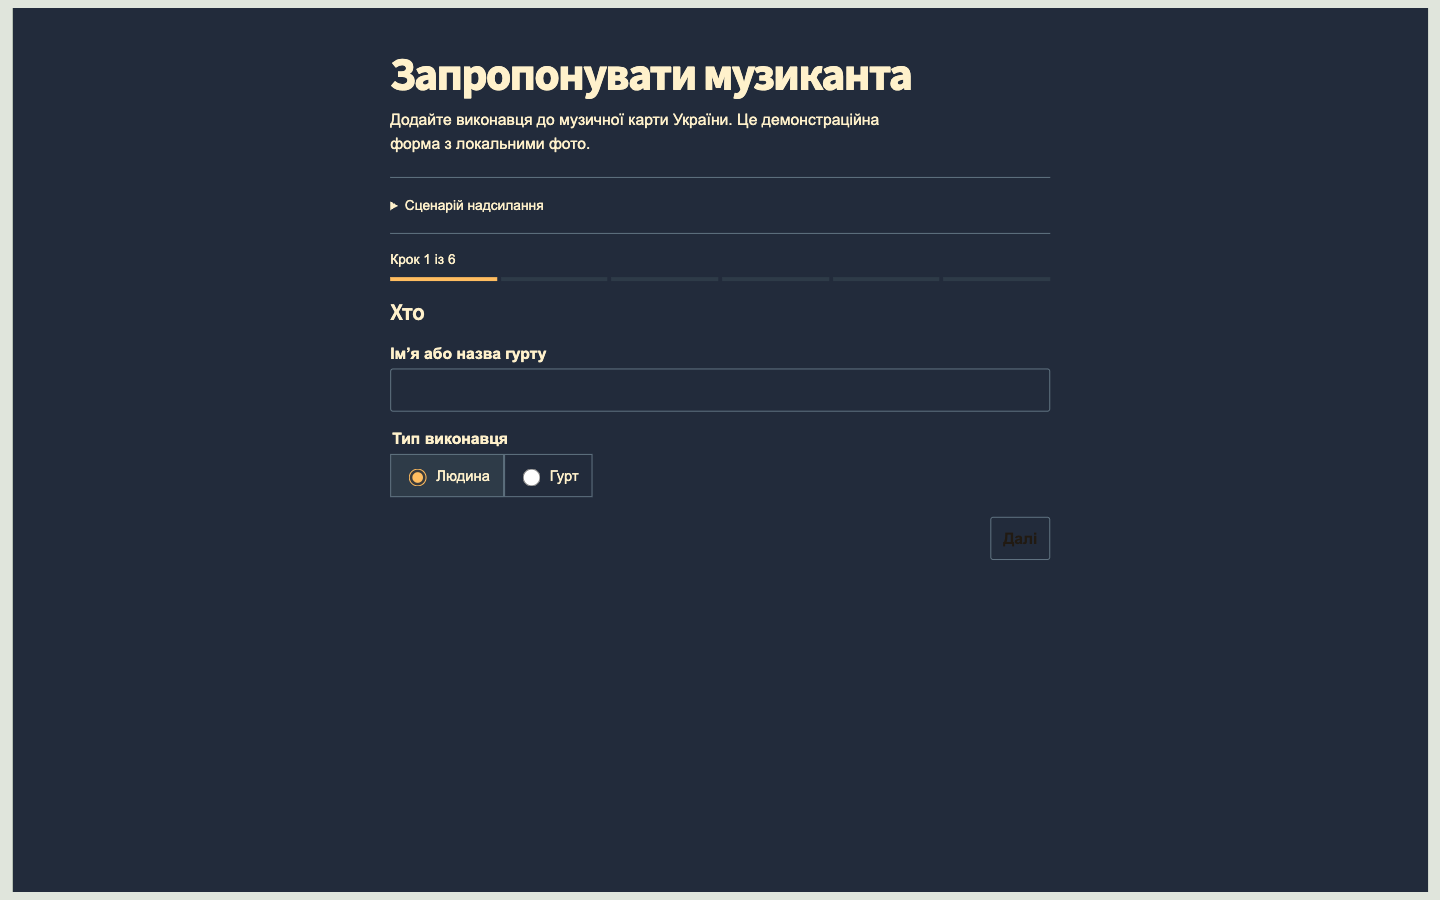 Запропонувати музиканта
Додайте виконавця до музичної карти України. Це демонстраційна
форма з локальними фото.
Сценарій надсилання
Крок 1 із 6
Хто
Ім’я або назва гурту
Тип виконавця
Людина
Гурт
Далі